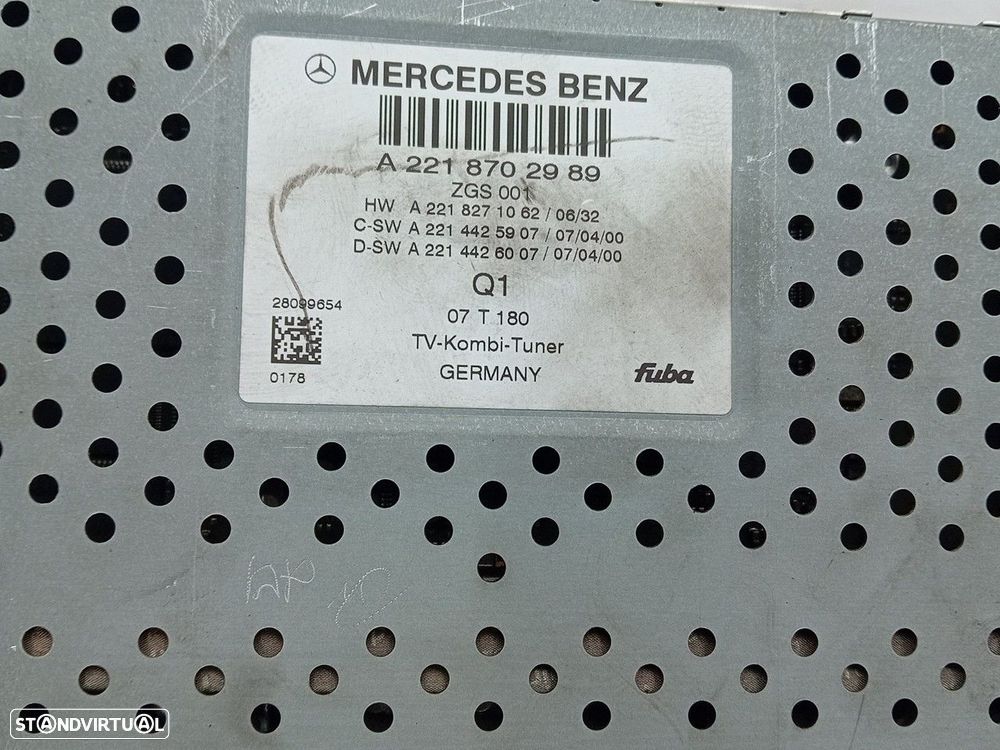 MERCEDES BENZ
A 221 870 29 89
ZGS 001
HW A 221 827 10 62 / 06/32
C-SW A 221 442 59 07 / 07/04/00
D-SW A 221 442 60 07 / 07/04/00
Q1
28099654
07 T 180
TV-Kombi-Tuner
0178
GERMANY
fuba
STANDVIRTUAL